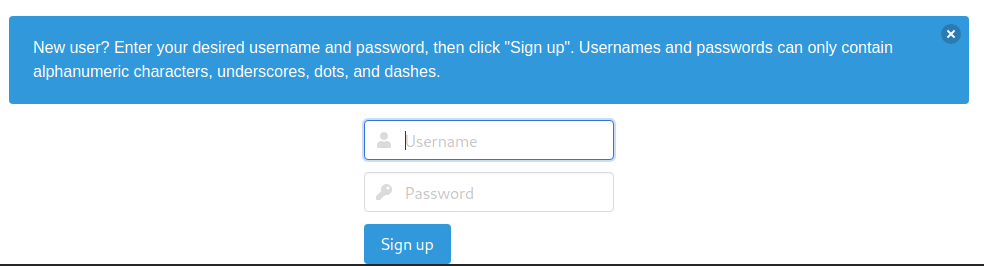 New user? Enter your desired username and password, then click "Sign up". Usernames and passwords can only contain
alphanumeric characters, underscores, dots, and dashes.
Username
Password
Sign up